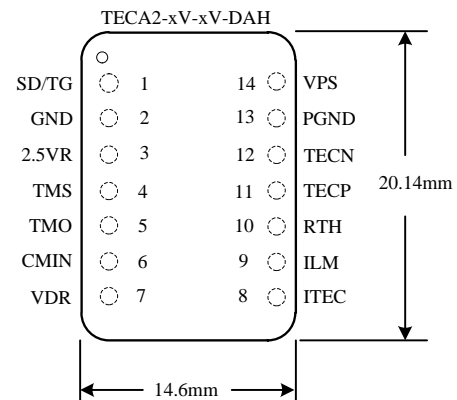 TECA2-xV-xV-DAH
SD/TG 1 14 VPS
GND 2 13 PGND
2.5VR 3 12 TECN
TMS 4 11 TECP
20.14mm
TMO 5 10 RTH
CMIN 6 9 ILM
VDR 7 8 ITEC
14.6mm